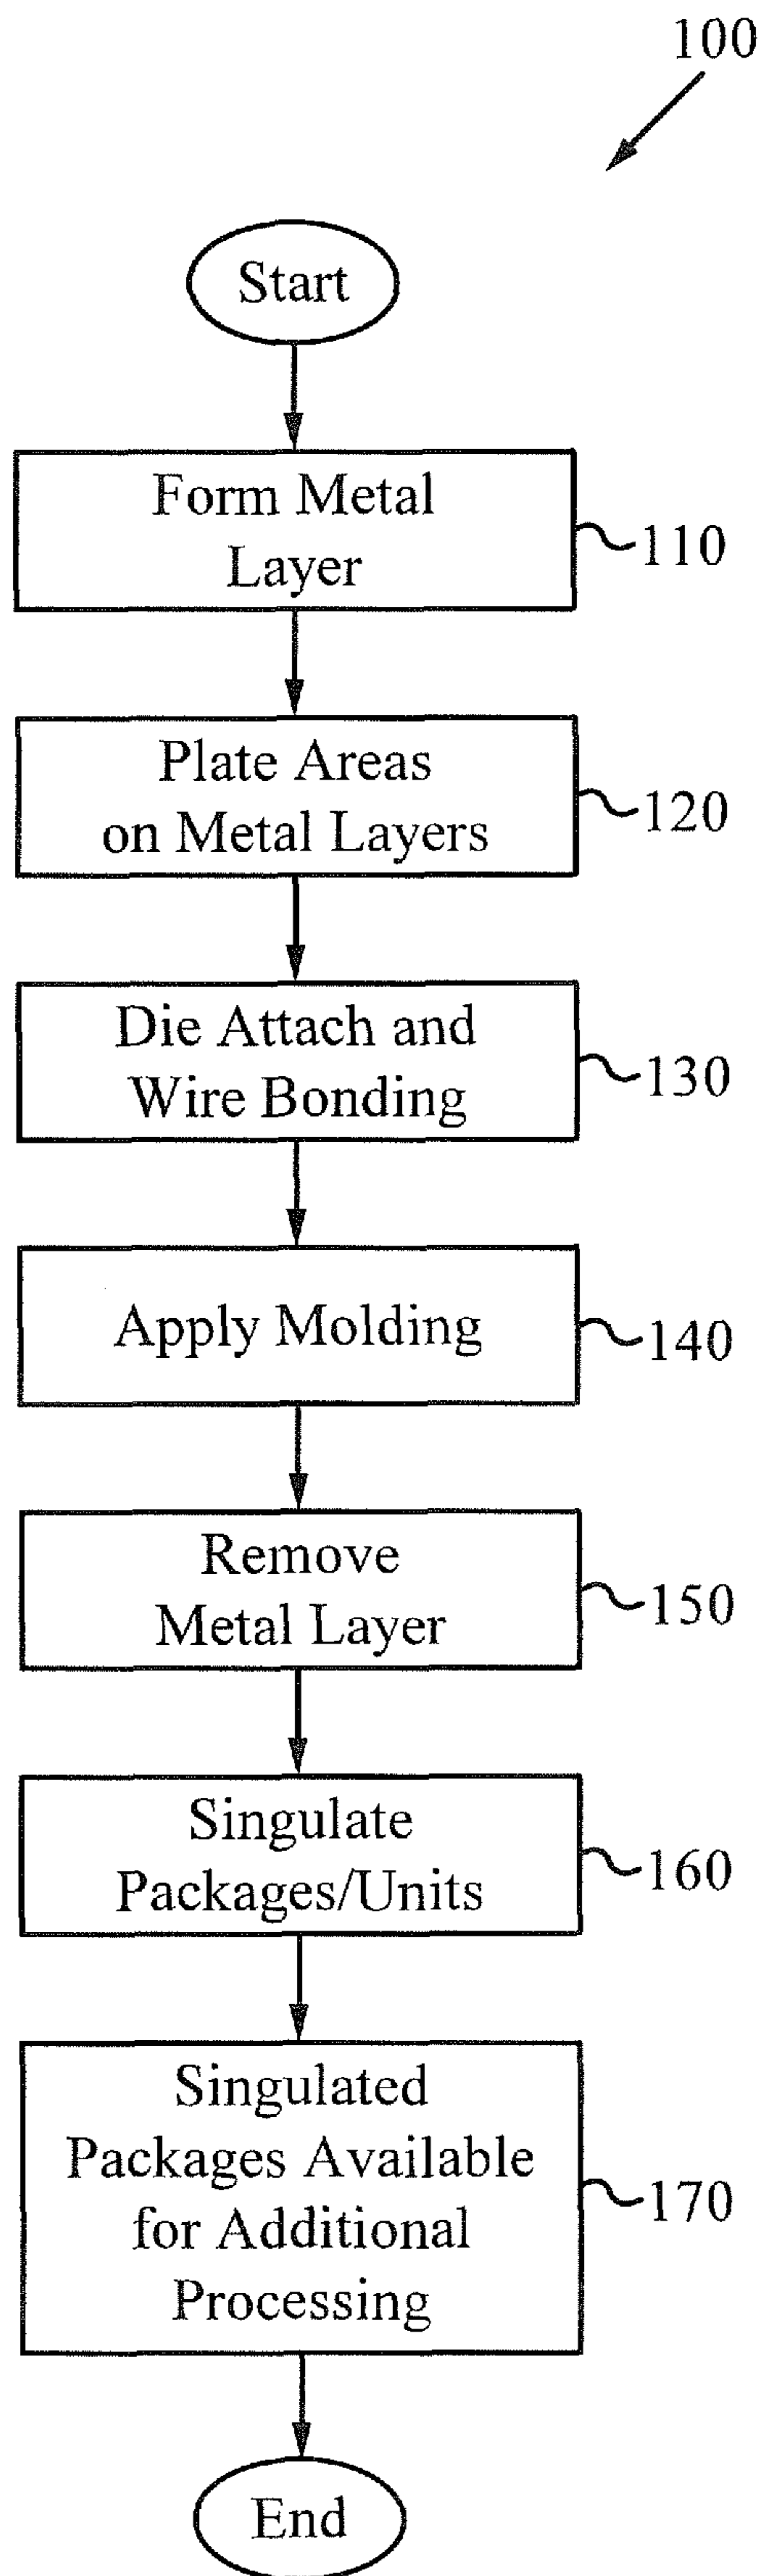 100
Start
Form Metal
Layer
110
Plate Areas
on Metal Layers
120
Die Attach and
Wire Bonding
130
Apply Molding
140
Remove
Metal Layer
150
Singulate
Packages/Units
160
Singulated
Packages Available
for Additional
Processing
170
End